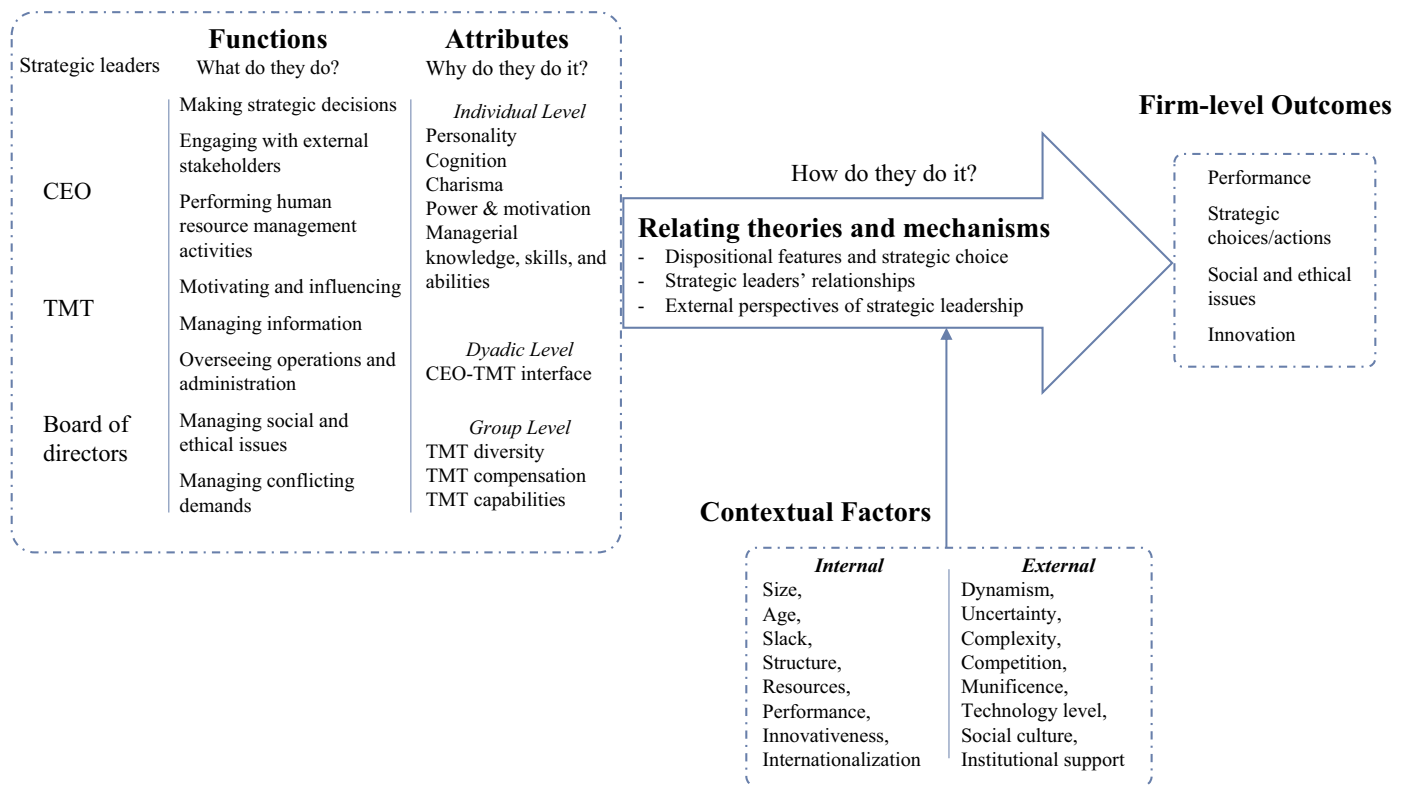 Functions
Attributes
Strategic leaders
What do they do?
Why do they do it?
CEO
TMT
Board of
directors
Making strategic decisions
Engaging with external
stakeholders
Performing human
resource management
activities
Motivating and influencing
Managing information
Overseeing operations and
administration
Managing social and
ethical issues
Managing conflicting
demands
Individual Level
Personality
Cognition
Charisma
Power & motivation
Managerial
knowledge, skills, and
abilities
Dyadic Level
CEO-TMT interface
Group Level
TMT diversity
TMT compensation
TMT capabilities
How do they do it?
Relating theories and mechanisms
- Dispositional features and strategic choice
- Strategic leaders’ relationships
- External perspectives of strategic leadership
Firm-level Outcomes
Performance
Strategic
choices/actions
Social and ethical
issues
Innovation
Contextual Factors
Internal
Size,
Age,
Slack,
Structure,
Resources,
Performance,
Innovativeness,
Internationalization
External
Dynamism,
Uncertainty,
Complexity,
Competition,
Munificence,
Technology level,
Social culture,
Institutional support